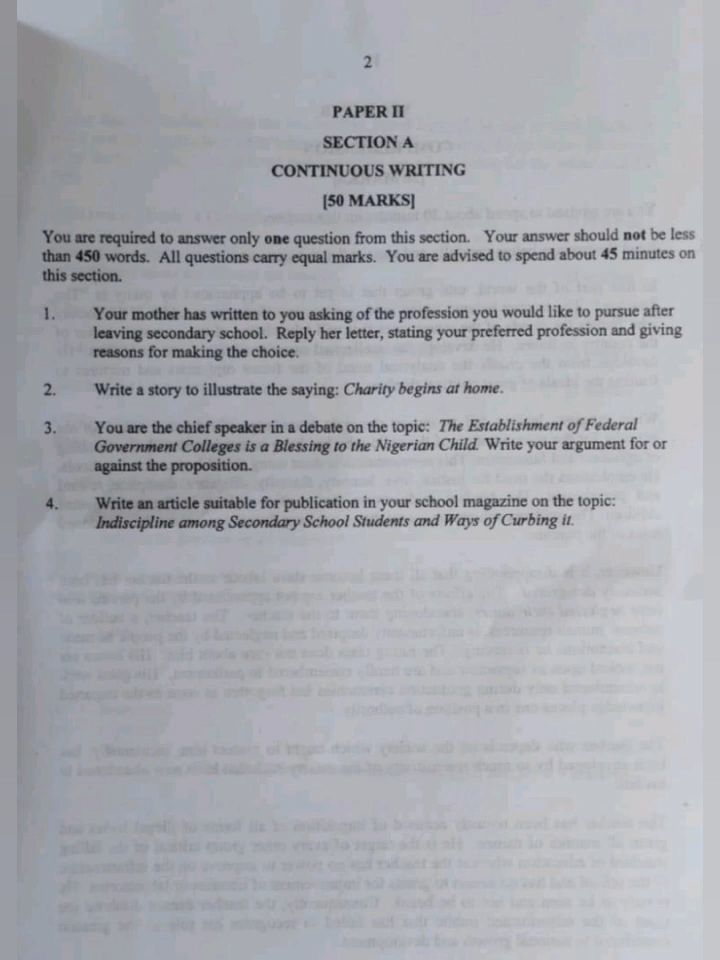 2
PAPER II
SECTION A
CONTINUOUS WRITING
[50 MARKS]
You are required to answer only one question from this section. Your answer should not be less
than 450 words. All questions carry equal marks. You are advised to spend about 45 minutes on
this section.
1. Your mother has written to you asking of the profession you would like to pursue after
leaving secondary school. Reply her letter, stating your preferred profession and giving
reasons for making the choice.
2. Write a story to illustrate the saying: Charity begins at home.
3. You are the chief speaker in a debate on the topic: The Establishment of Federal
Government Colleges is a Blessing to the Nigerian Child. Write your argument for or
against the proposition.
4. Write an article suitable for publication in your school magazine on the topic:
Indiscipline among Secondary School Students and Ways of Curbing it.